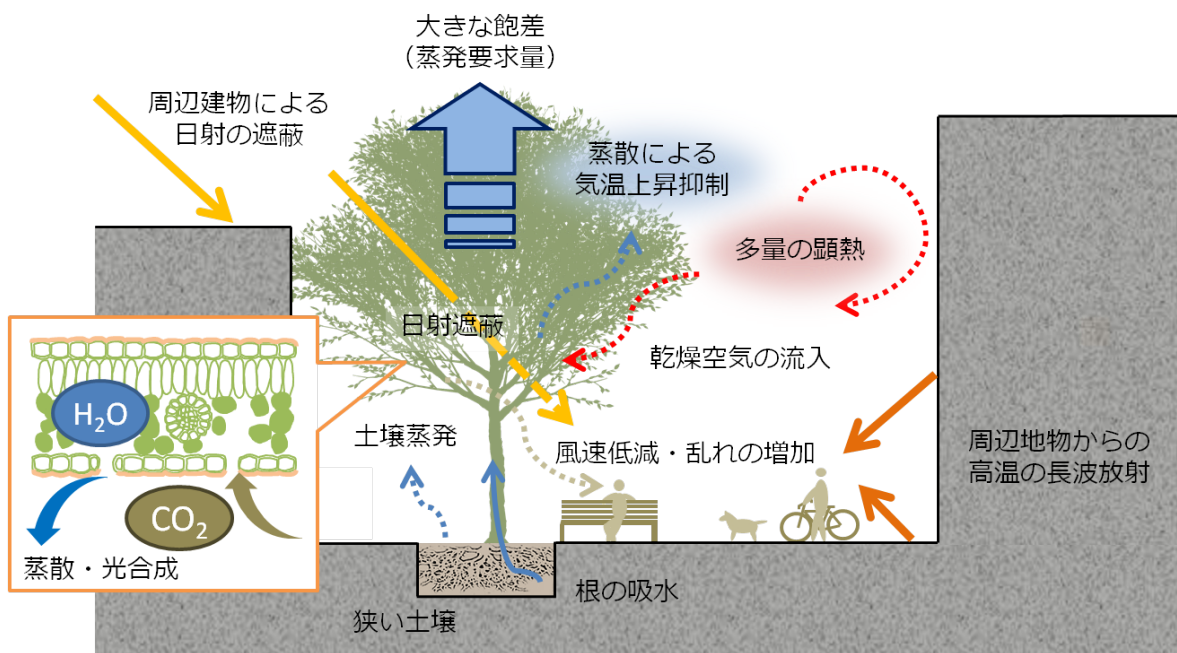 大きな飽差
（蒸発要求量）
周辺建物による
日射の遮蔽
蒸散による
気温上昇抑制
多量の顕熱
日射遮蔽
乾燥空気の流入
H₂O
土壌蒸発
風速低減・乱れの増加
周辺地物からの
高温の長波放射
CO₂
蒸散・光合成
根の吸水
狭い土壌